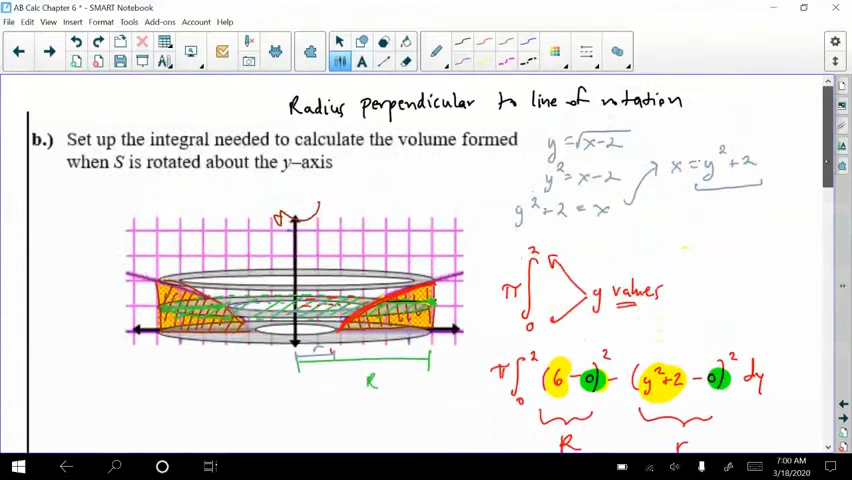 AB Calc Chapter 6 * - SMART Notebook
File Edit View Insert Format Tools Add-ons Account Help
Radius perpendicular to line of rotation
b.) Set up the integral needed to calculate the volume formed
when S is rotated about the y–axis
y = √x-2
y² = x-2
y²+2 = x
x = y²+2
π∫₀² y values
π∫₀² (6 - 0)² - (y²+2 - 0)² dy
R r
r
R
7:00 AM
3/18/2020